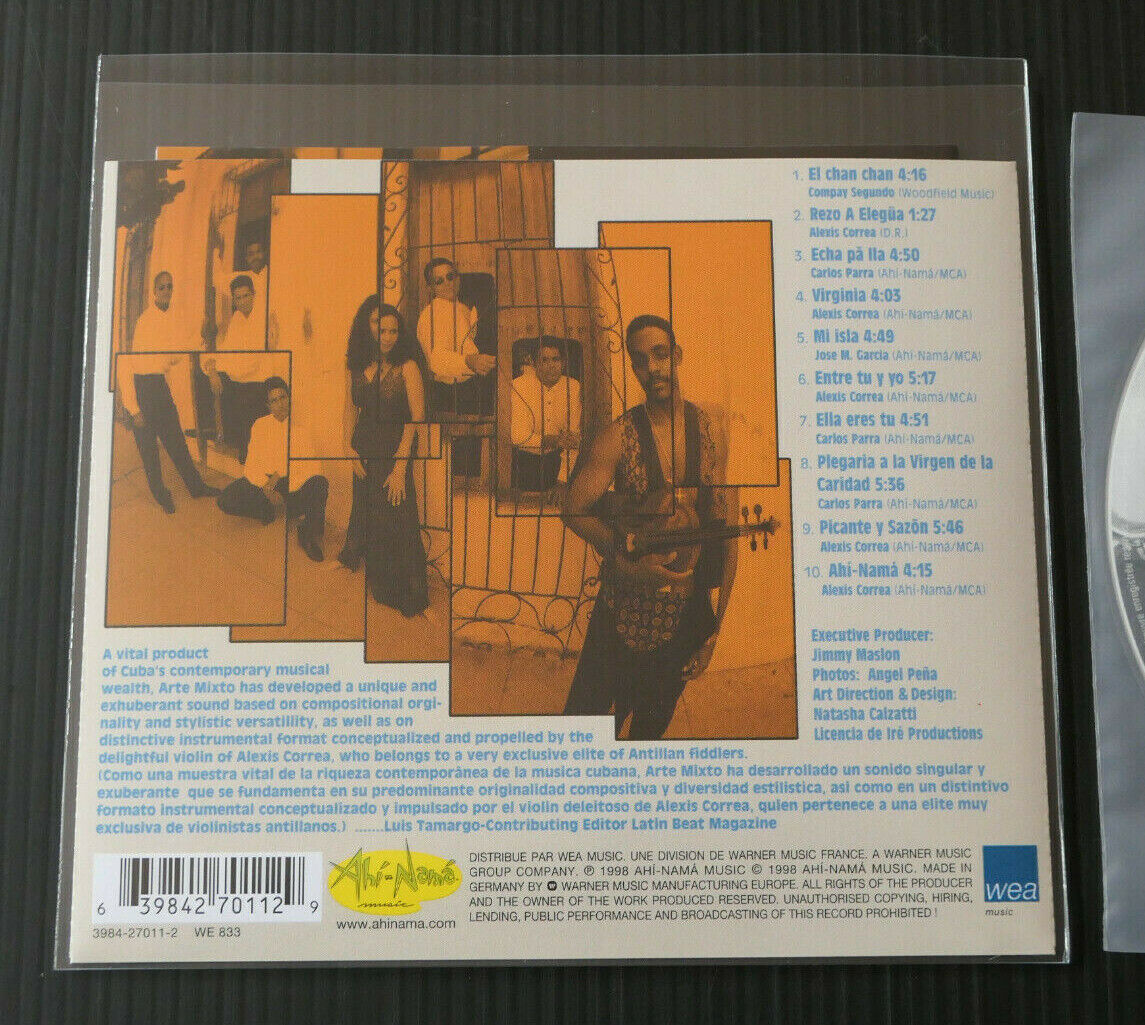 1. El chan chan 4:16
Compay Segundo (Woodfield Music)
2. Rezo A Elegüa 1:27
Alexis Correa (D.R.)
3. Echa pà lla 4:50
Carlos Parra (Ahí-Namá/MCA)
4. Virginia 4:03
Alexis Correa (Ahí-Namá/MCA)
5. Mi isla 4:49
Jose M. Garcia (Ahí-Namá/MCA)
6. Entre tu y yo 5:17
Alexis Correa (Ahí-Namá/MCA)
7. Ella eres tu 4:51
Carlos Parra (Ahí-Namá/MCA)
8. Plegaria a la Virgen de la
Caridad 5:36
Carlos Parra (Ahí-Namá/MCA)
9. Picante y Sazõn 5:46
Alexis Correa (Ahí-Namá/MCA)
10. Ahí-Namá 4:15
Alexis Correa (Ahí-Namá/MCA)
Executive Producer:
Jimmy Maslon
Photos: Angel Peña
Art Direction & Design:
Natasha Calzatti
Licencia de Iré Productions
A vital product
of Cuba's contemporary musical
wealth, Arte Mixto has developed a unique and
exhuberant sound based on compositional orgi-
nality and stylistic versatillity, as well as on
distinctive instrumental format conceptualized and propelled by the
delightful violin of Alexis Correa, who belongs to a very exclusive elite of Antillan fiddlers.
(Como una muestra vital de la riqueza contemporánea de la musica cubana, Arte Mixto ha desarrollado un sonido singular y
exuberante que se fundamenta en su predominante originalidad compositiva y diversidad estilistica, asi como en un distintivo
formato instrumental conceptualizado y impulsado por el violin deleitoso de Alexis Correa, quien pertenece a una elite muy
exclusiva de violinistas antillanos.) .......Luis Tamargo-Contributing Editor Latin Beat Magazine
6 39842 70112 9
3984-27011-2 WE 833
Ahí-Namá
music
www.ahinama.com
DISTRIBUE PAR WEA MUSIC. UNE DIVISION DE WARNER MUSIC FRANCE. A WARNER MUSIC
GROUP COMPANY. ℗ 1998 AHÍ-NAMÁ MUSIC © 1998 AHÍ-NAMÁ MUSIC. MADE IN
GERMANY BY WARNER MUSIC MANUFACTURING EUROPE. ALL RIGHTS OF THE PRODUCER
AND THE OWNER OF THE WORK PRODUCED RESERVED. UNAUTHORISED COPYING, HIRING,
LENDING, PUBLIC PERFORMANCE AND BROADCASTING OF THIS RECORD PROHIBITED !
wea
music